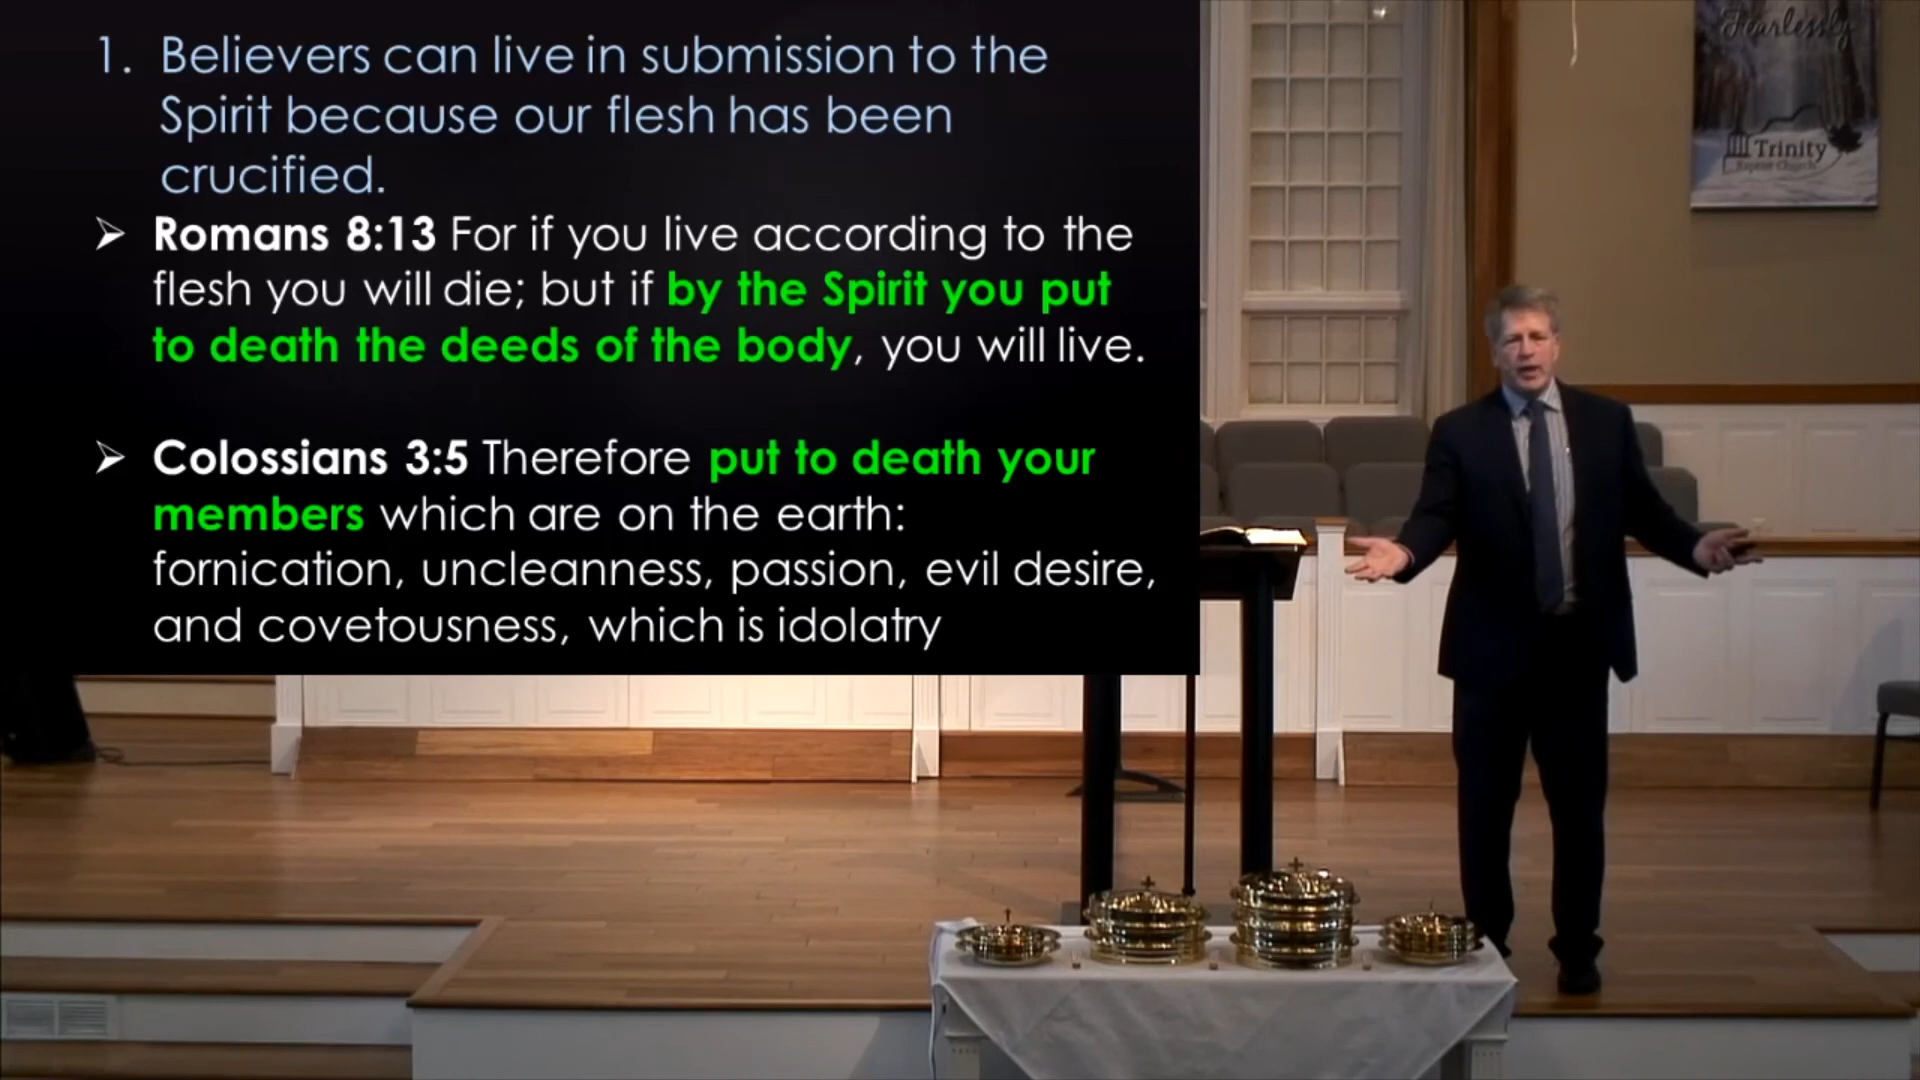 1. Believers can live in submission to the
Spirit because our flesh has been
crucified.
➢ Romans 8:13 For if you live according to the
flesh you will die; but if by the Spirit you put
to death the deeds of the body, you will live.
➢ Colossians 3:5 Therefore put to death your
members which are on the earth:
fornication, uncleanness, passion, evil desire,
and covetousness, which is idolatry
Fearlessly
Trinity
Baptist Church